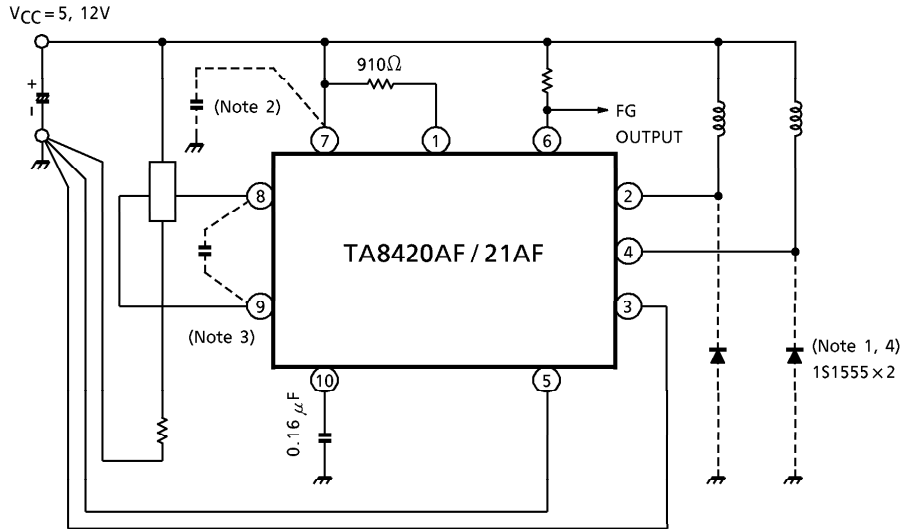 VCC = 5, 12V
+
-
910Ω
(Note 2)
FG
OUTPUT
7
1
6
8
2
TA8420AF / 21AF
4
9
3
(Note 3)
(Note 1, 4)
1S1555 × 2
10
5
0.16 μF